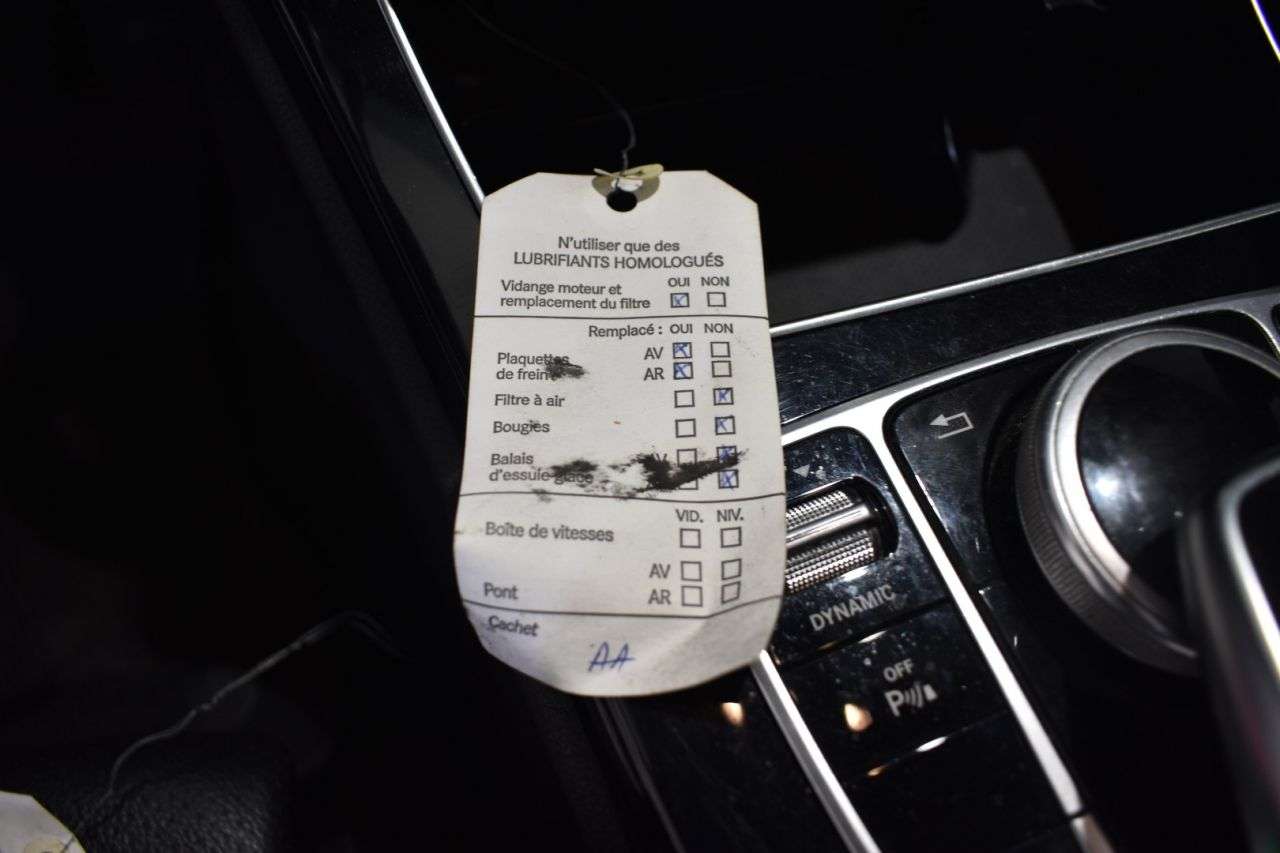 N'utiliser que des
LUBRIFIANTS HOMOLOGUÉS
OUI NON
Vidange moteur et
remplacement du filtre
Remplacé : OUI NON
Plaquettes AV
de frein AR
Filtre à air
Bougies
Balais AV
d'essuie-glace
VID. NIV.
Boîte de vitesses
AV
Pont AR
Cachet
AA
DYNAMIC
OFF
P